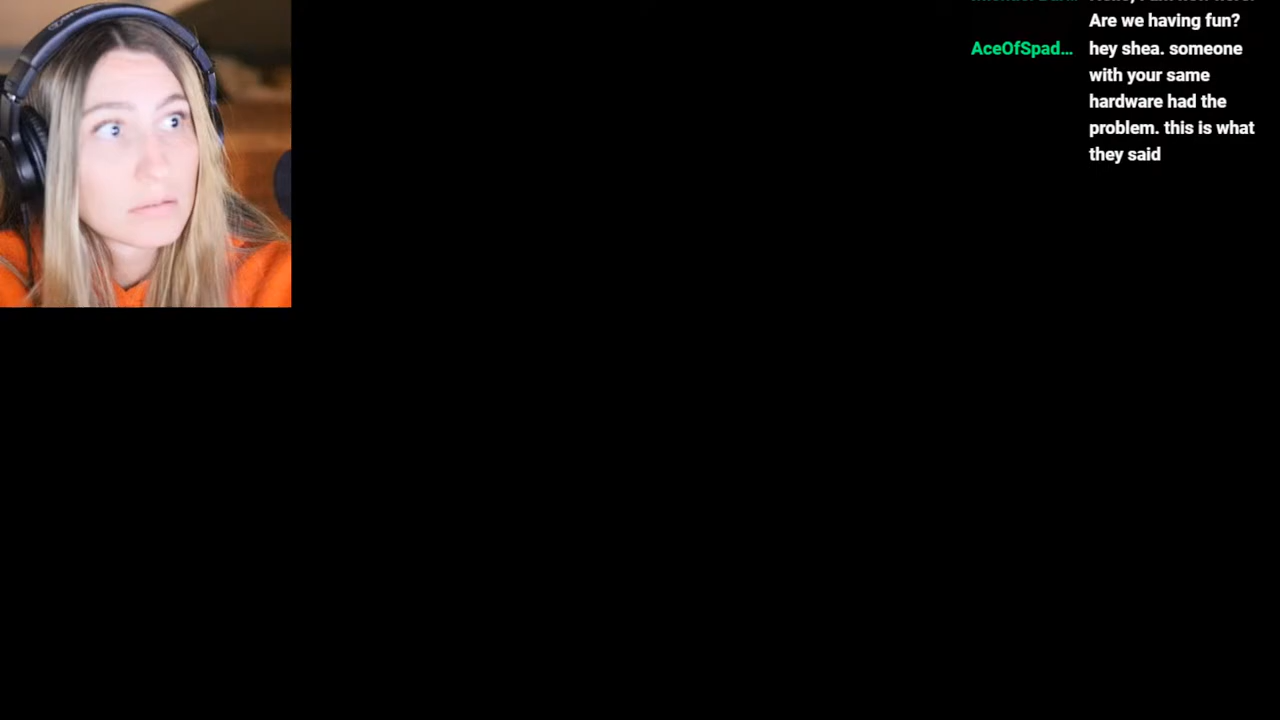 Are we having fun?
AceOfSpad… hey shea. someone
with your same
hardware had the
problem. this is what
they said